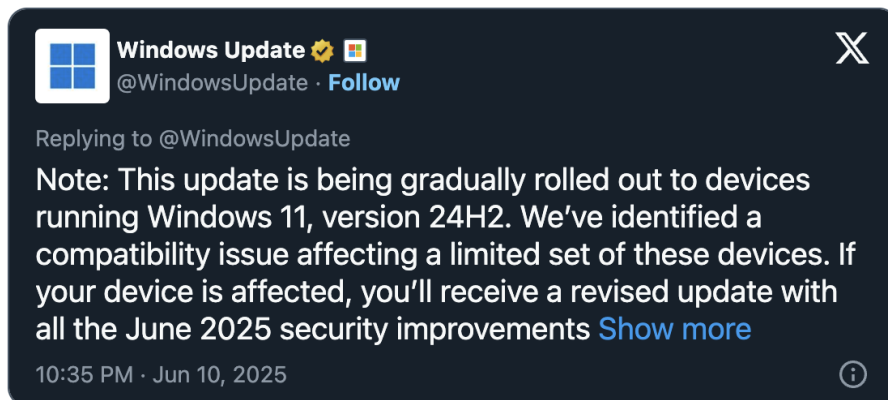 Windows Update
@WindowsUpdate · Follow
Replying to @WindowsUpdate
Note: This update is being gradually rolled out to devices
running Windows 11, version 24H2. We’ve identified a
compatibility issue affecting a limited set of these devices. If
your device is affected, you’ll receive a revised update with
all the June 2025 security improvements Show more
10:35 PM · Jun 10, 2025